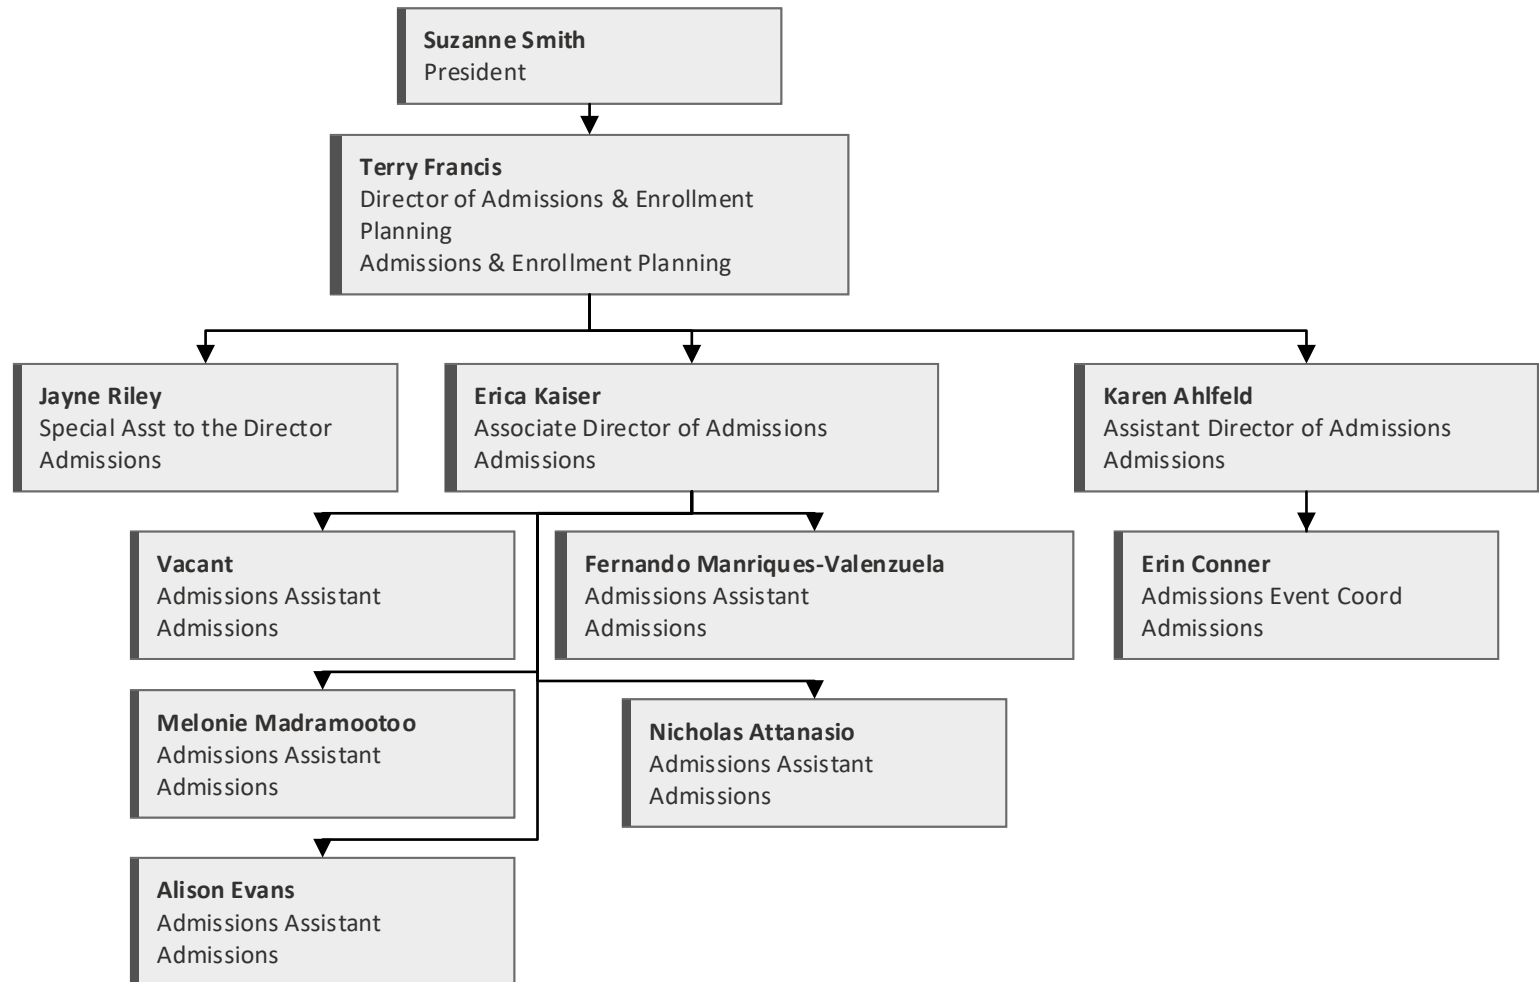 Suzanne Smith
President
Terry Francis
Director of Admissions & Enrollment
Planning
Admissions & Enrollment Planning
Jayne Riley
Special Asst to the Director
Admissions
Erica Kaiser
Associate Director of Admissions
Admissions
Karen Ahlfeld
Assistant Director of Admissions
Admissions
Vacant
Admissions Assistant
Admissions
Fernando Manriques-Valenzuela
Admissions Assistant
Admissions
Erin Conner
Admissions Event Coord
Admissions
Melonie Madramootoo
Admissions Assistant
Admissions
Nicholas Attanasio
Admissions Assistant
Admissions
Alison Evans
Admissions Assistant
Admissions